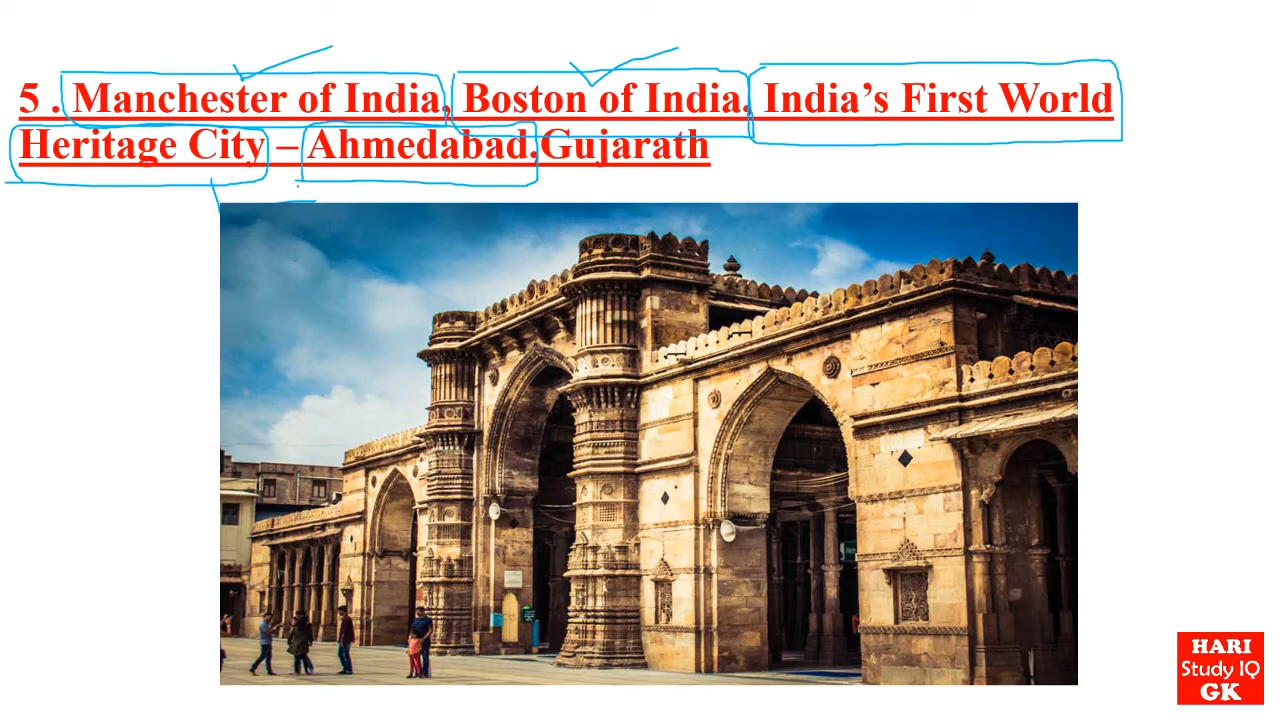 5 . Manchester of India, Boston of India, India’s First World
Heritage City – Ahmedabad.Gujarath
HARI
Study IQ
GK